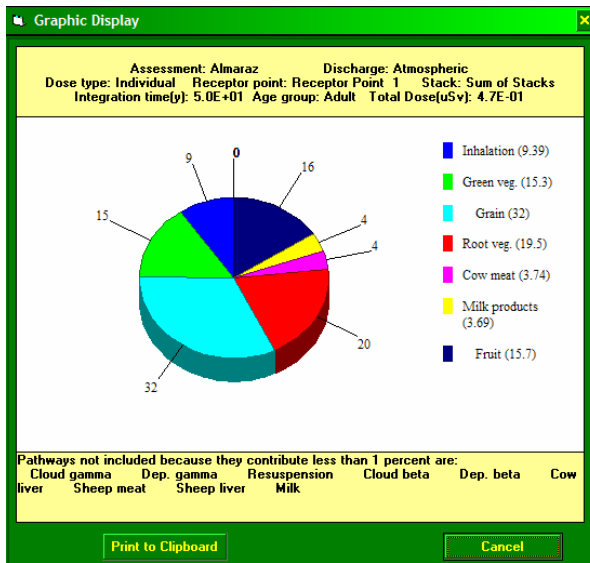 Graphic Display
Assessment: Almaraz Discharge: Atmospheric
Dose type: Individual Receptor point: Receptor Point 1 Stack: Sum of Stacks
Integration time(y): 5.0E+01 Age group: Adult Total Dose(uSv): 4.7E-01
0
9
16
15
4
4
20
32
Inhalation (9.39)
Green veg. (15.3)
Grain (32)
Root veg. (19.5)
Cow meat (3.74)
Milk products
(3.69)
Fruit (15.7)
Pathways not included because they contribute less than 1 percent are:
Cloud gamma Dep. gamma Resuspension Cloud beta Dep. beta Cow
liver Sheep meat Sheep liver Milk
Print to Clipboard Cancel